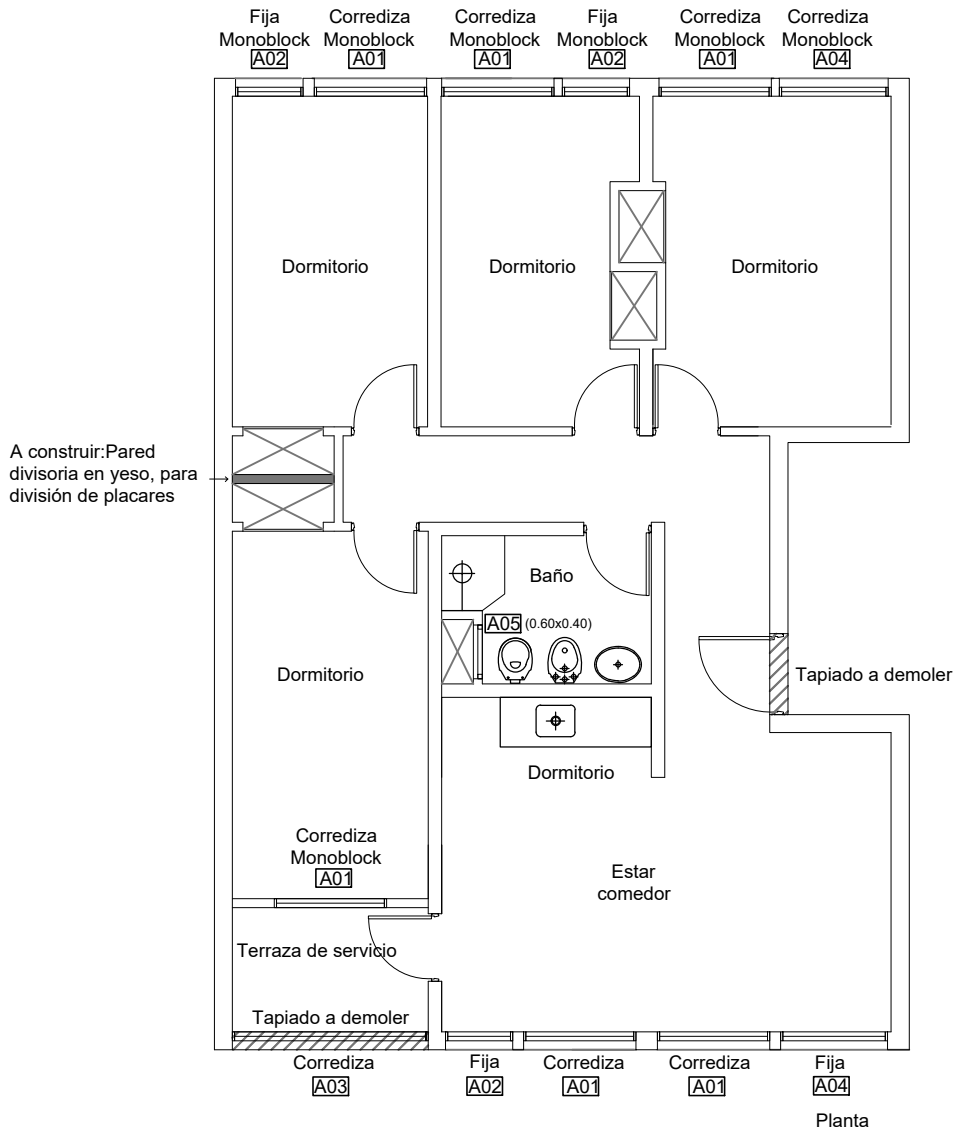 Fija
Monoblock
A02
Corrediza
Monoblock
A01
Corrediza
Monoblock
A01
Fija
Monoblock
A02
Corrediza
Monoblock
A01
Corrediza
Monoblock
A04
Dormitorio
Dormitorio
Dormitorio
A construir:Pared
divisoria en yeso, para
división de placares
Baño
A05 (0.60x0.40)
Dormitorio
Tapiado a demoler
Dormitorio
Corrediza
Monoblock
A01
Estar
comedor
Terraza de servicio
Tapiado a demoler
Corrediza
A03
Fija
A02
Corrediza
A01
Corrediza
A01
Fija
A04
Planta